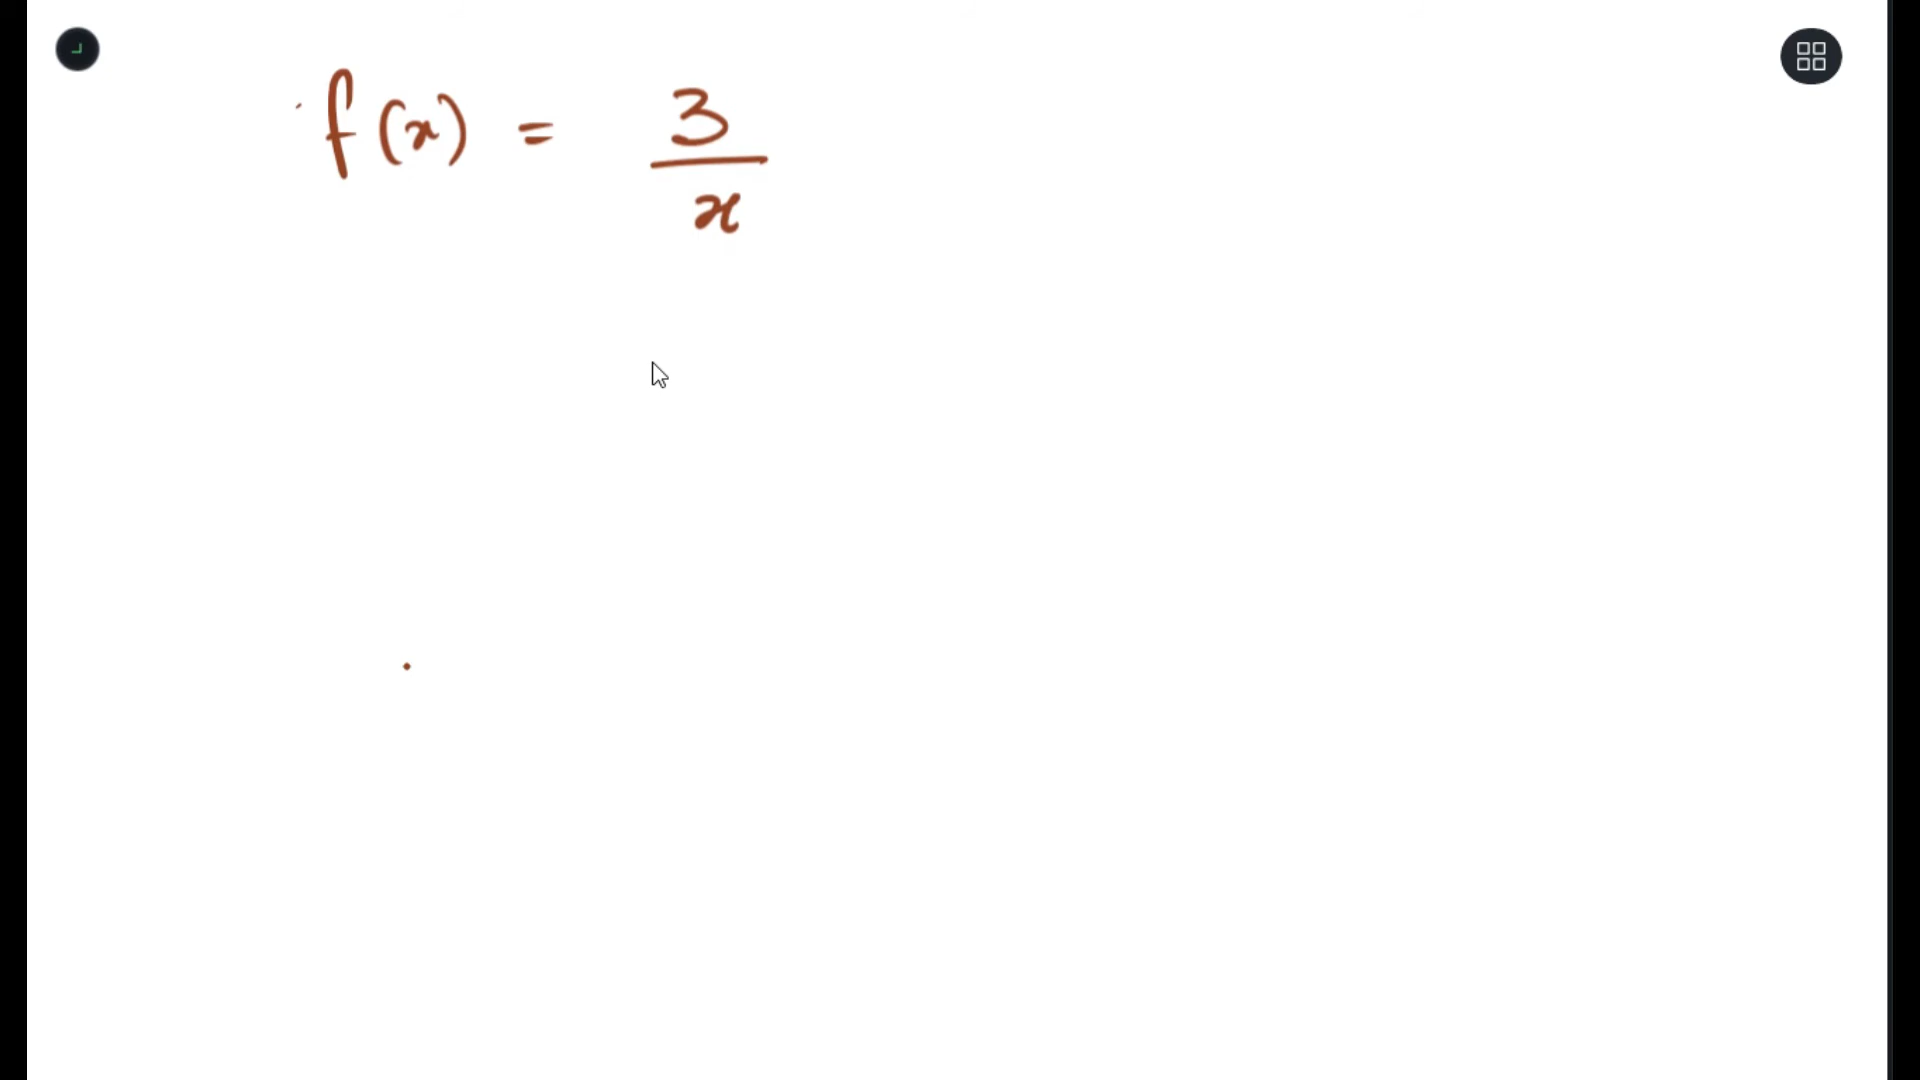 f(x) = 3/x